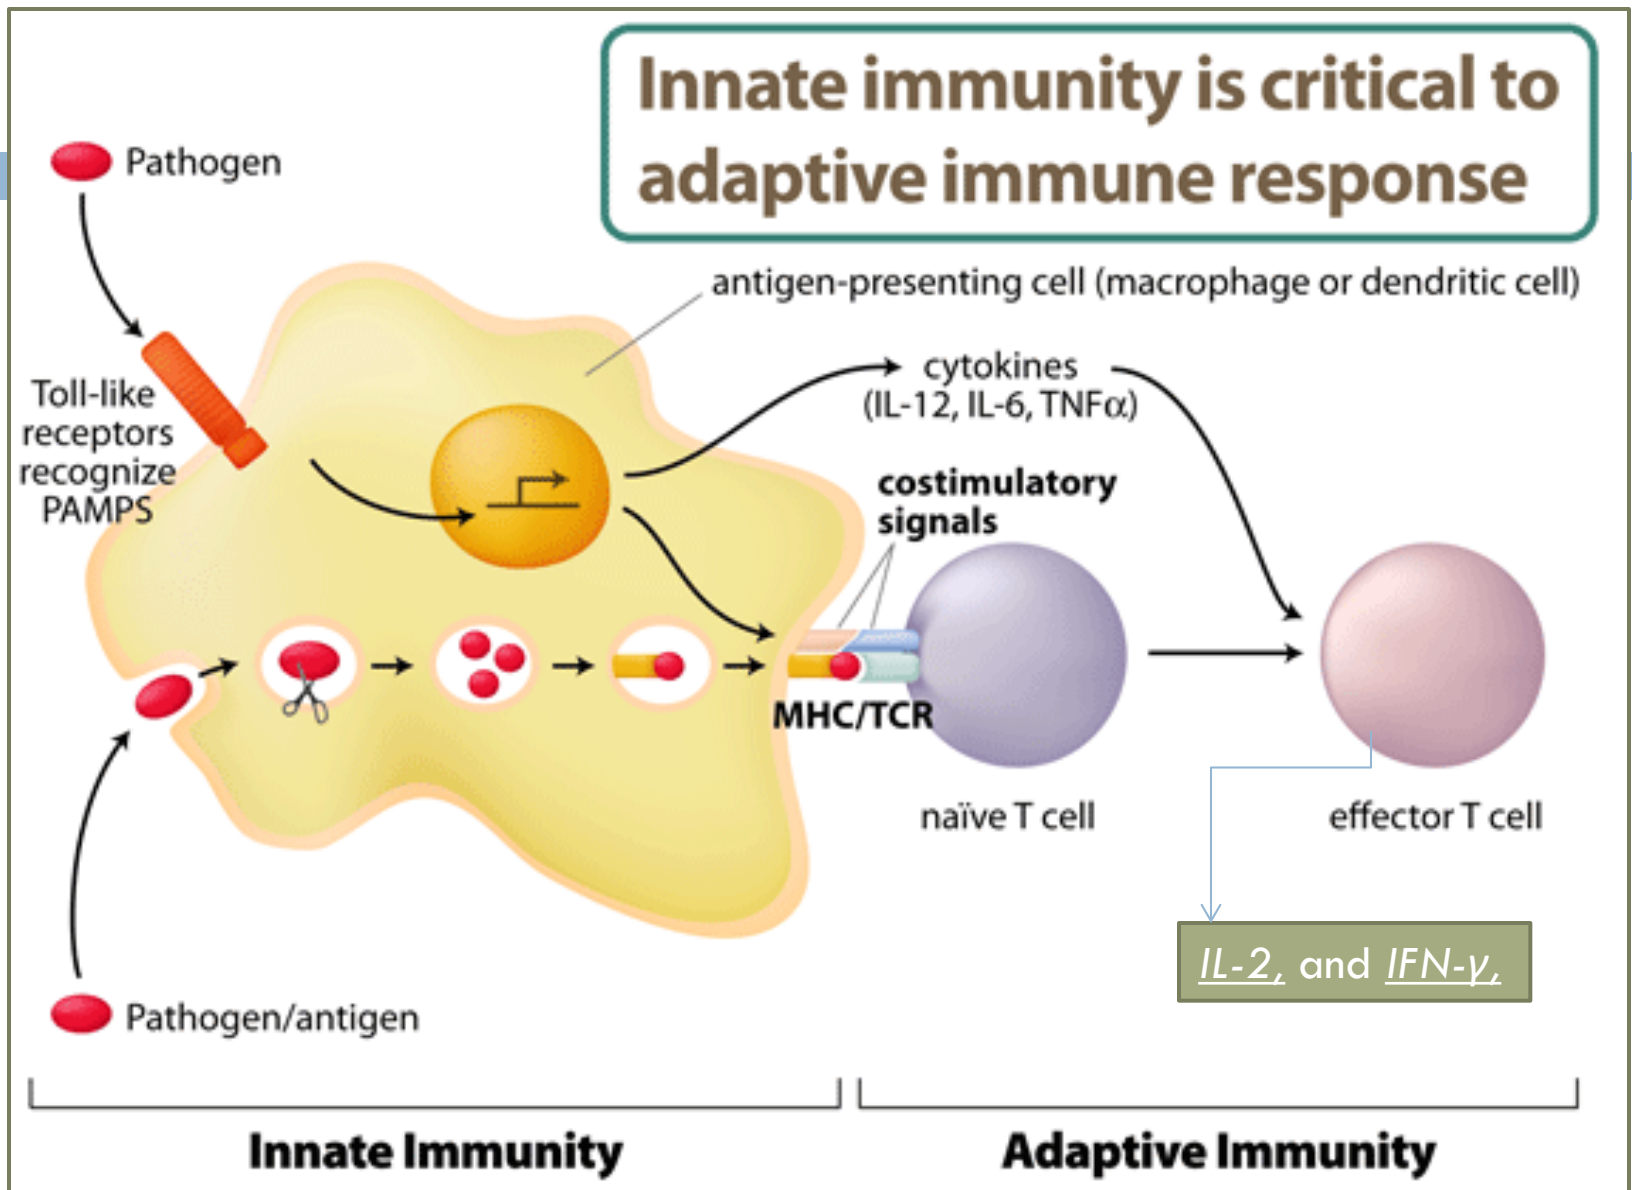 Innate immunity is critical to
adaptive immune response
Pathogen
antigen-presenting cell (macrophage or dendritic cell)
Toll-like
receptors
recognize
PAMPS
cytokines
(IL-12, IL-6, TNFα)
costimulatory
signals
MHC/TCR
naïve T cell
effector T cell
IL-2, and IFN-γ,
Pathogen/antigen
Innate Immunity
Adaptive Immunity